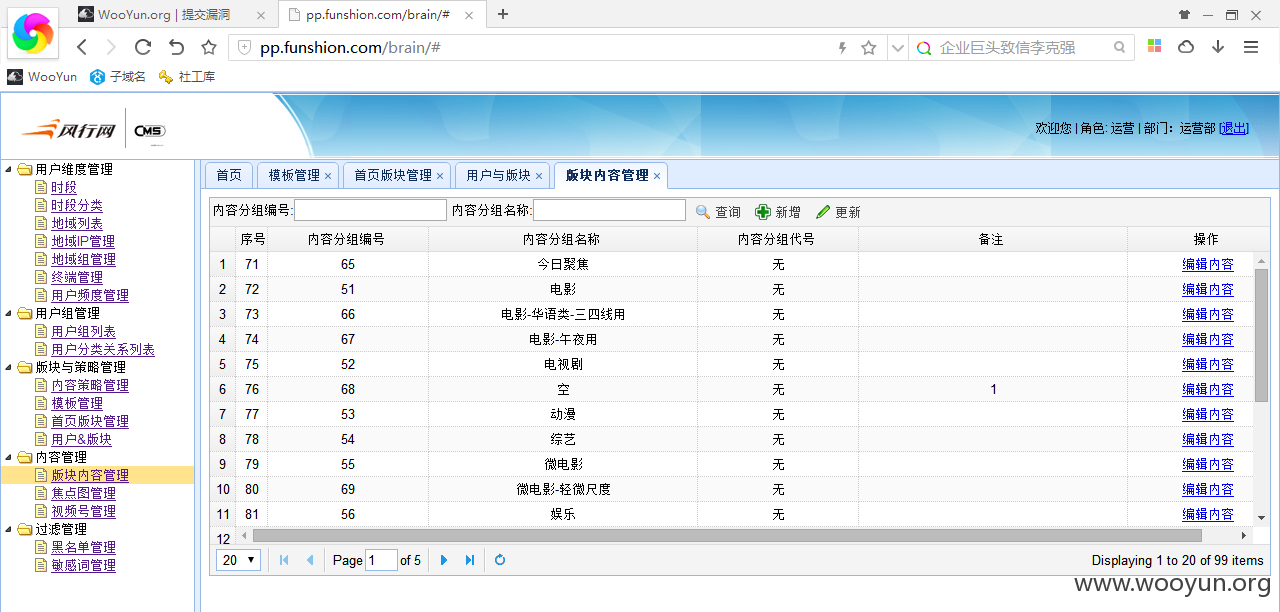 WooYun.org | 提交漏洞
pp.funshion.com/brain/#
pp.funshion.com/brain/#
企业巨头致信李克强
WooYun 子域名 社工库
风行网 CMS
欢迎您 | 角色: 运营 | 部门: 运营部 [退出]
用户维度管理
时段
时段分类
地域列表
地域IP管理
地域组管理
终端管理
用户频度管理
用户组管理
用户组列表
用户分类关系列表
版块与策略管理
内容策略管理
模板管理
首页版块管理
用户&版块
内容管理
版块内容管理
焦点图管理
视频号管理
过滤管理
黑名单管理
敏感词管理
首页 模板管理 首页版块管理 用户与版块 版块内容管理
内容分组编号: 内容分组名称: 查询 新增 更新
序号 内容分组编号 内容分组名称 内容分组代号 备注 操作
1 71 65 今日聚焦 无 编辑内容
2 72 51 电影 无 编辑内容
3 73 66 电影-华语类-三四线用 无 编辑内容
4 74 67 电影-午夜用 无 编辑内容
5 75 52 电视剧 无 编辑内容
6 76 68 空 无 1 编辑内容
7 77 53 动漫 无 编辑内容
8 78 54 综艺 无 编辑内容
9 79 55 微电影 无 编辑内容
10 80 69 微电影-轻微尺度 无 编辑内容
11 81 56 娱乐 无 编辑内容
12
20 Page 1 of 5 Displaying 1 to 20 of 99 items
www.wooyun.org